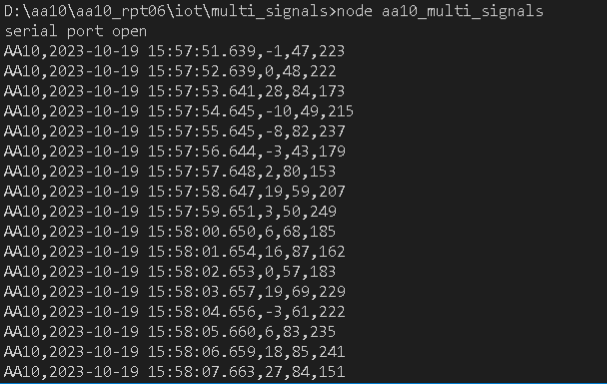 D:\aa10\aa10_rpt06\iot\multi_signals>node aa10_multi_signals
serial port open
AA10,2023-10-19 15:57:51.639,-1,47,223
AA10,2023-10-19 15:57:52.639,0,48,222
AA10,2023-10-19 15:57:53.641,28,84,173
AA10,2023-10-19 15:57:54.645,-10,49,215
AA10,2023-10-19 15:57:55.645,-8,82,237
AA10,2023-10-19 15:57:56.644,-3,43,179
AA10,2023-10-19 15:57:57.648,2,80,153
AA10,2023-10-19 15:57:58.647,19,59,207
AA10,2023-10-19 15:57:59.651,3,50,249
AA10,2023-10-19 15:58:00.650,6,68,185
AA10,2023-10-19 15:58:01.654,16,87,162
AA10,2023-10-19 15:58:02.653,0,57,183
AA10,2023-10-19 15:58:03.657,19,69,229
AA10,2023-10-19 15:58:04.656,-3,61,222
AA10,2023-10-19 15:58:05.660,6,83,235
AA10,2023-10-19 15:58:06.659,18,85,241
AA10,2023-10-19 15:58:07.663,27,84,151